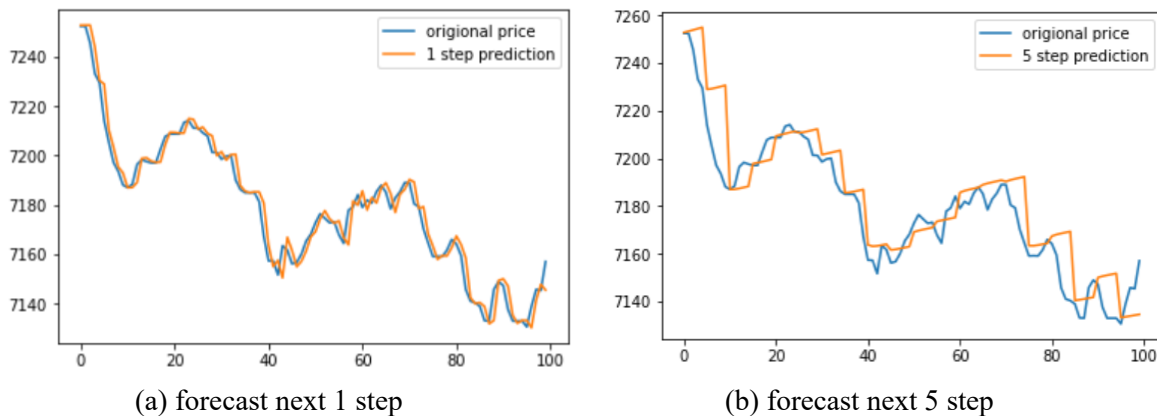 origional price
1 step prediction
7240
7220
7200
7180
7160
7140
0 20 40 60 80 100
(a) forecast next 1 step
origional price
5 step prediction
7260
7240
7220
7200
7180
7160
7140
0 20 40 60 80 100
(b) forecast next 5 step